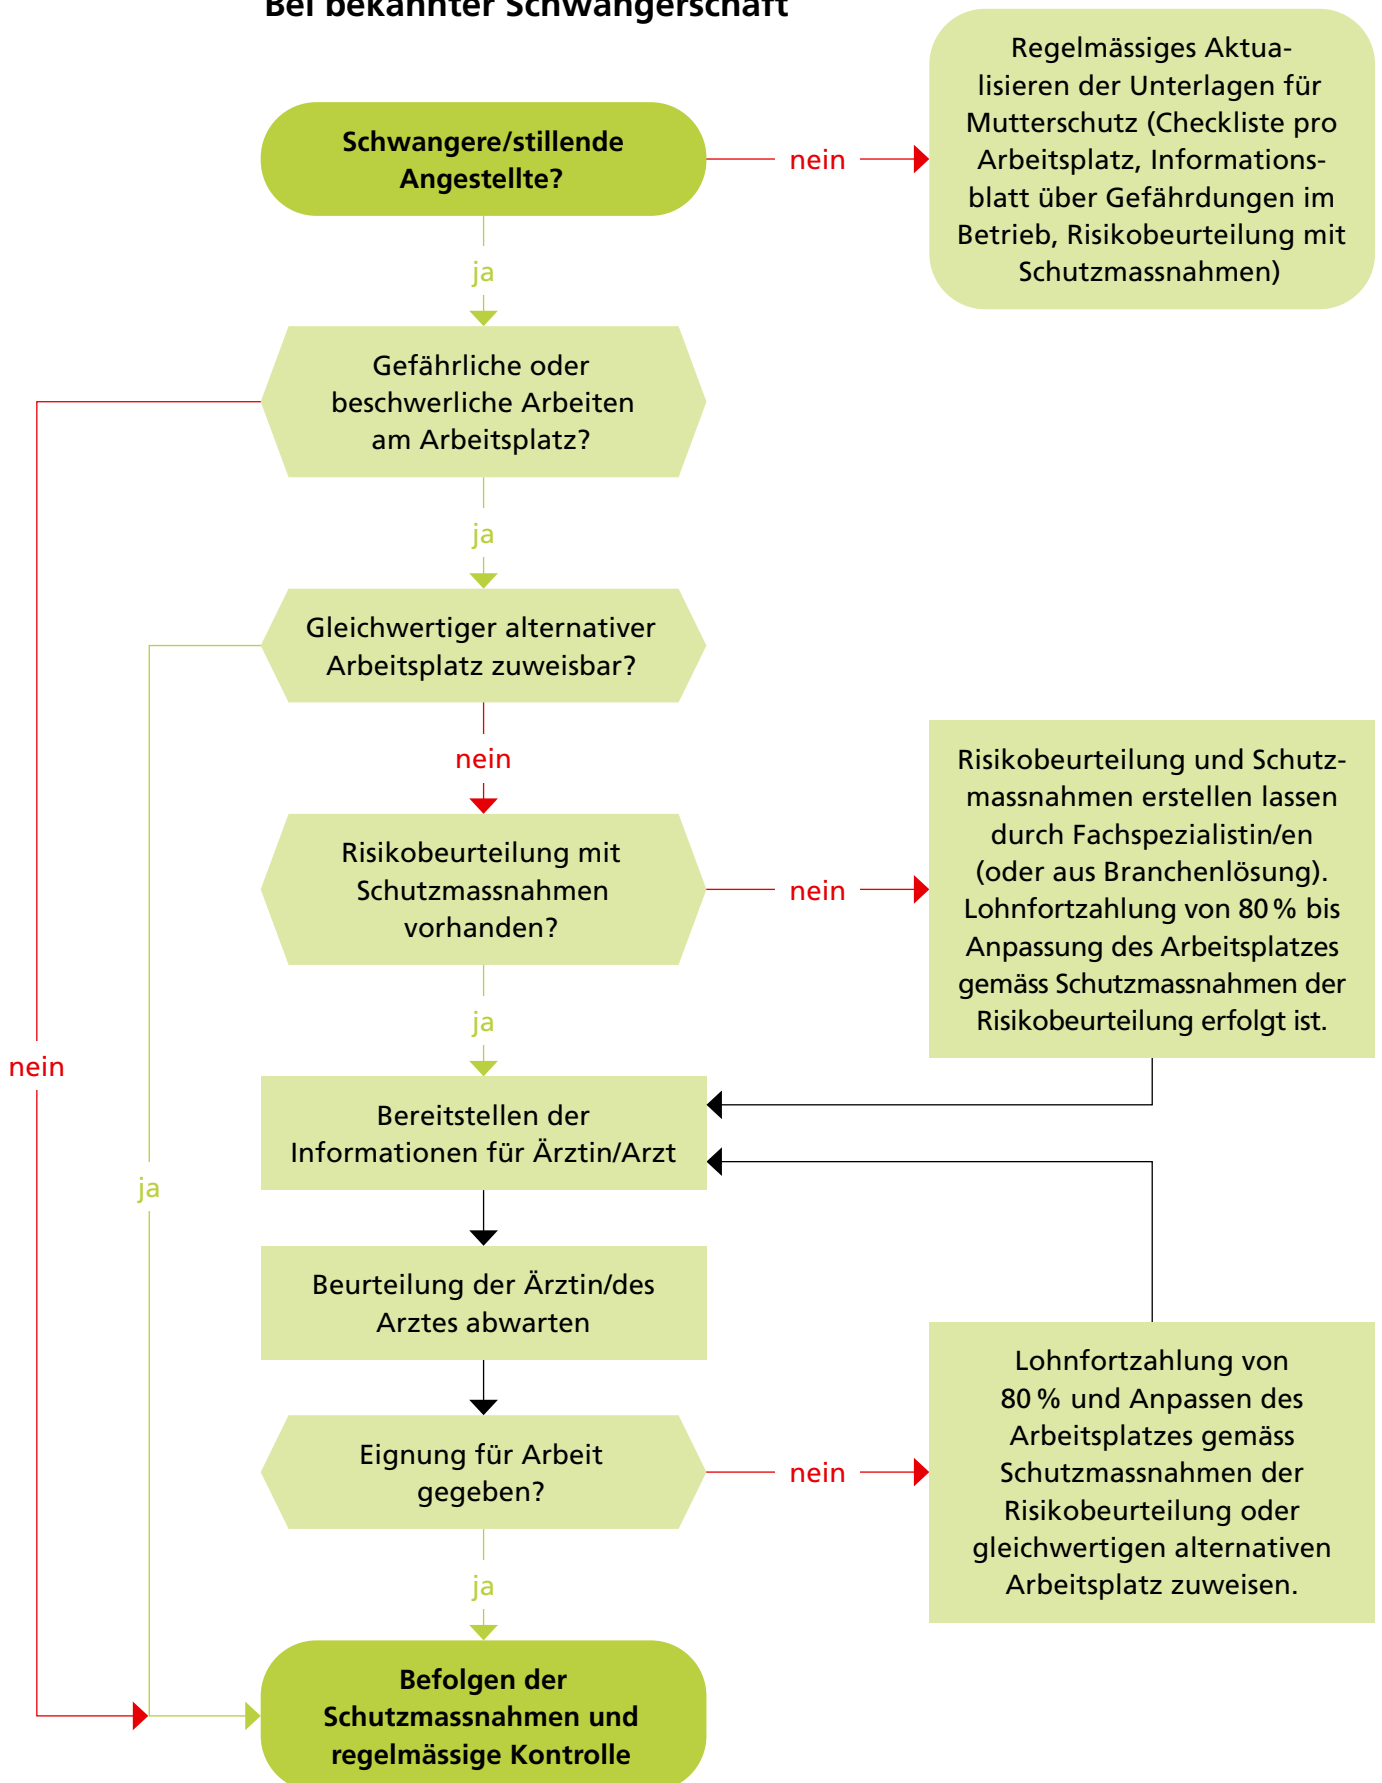 Bei bekannter Schwangerschaft
Schwangere/stillende
Angestellte?
nein
Regelmässiges Aktua-
lisieren der Unterlagen für
Mutterschutz (Checkliste pro
Arbeitsplatz, Informations-
blatt über Gefährdungen im
Betrieb, Risikobeurteilung mit
Schutzmassnahmen)
ja
Gefährliche oder
beschwerliche Arbeiten
am Arbeitsplatz?
ja
Gleichwertiger alternativer
Arbeitsplatz zuweisbar?
nein
Risikobeurteilung mit
Schutzmassnahmen
vorhanden?
nein
Risikobeurteilung und Schutz-
massnahmen erstellen lassen
durch Fachspezialistin/en
(oder aus Branchenlösung).
Lohnfortzahlung von 80 % bis
Anpassung des Arbeitsplatzes
gemäss Schutzmassnahmen der
Risikobeurteilung erfolgt ist.
ja
nein
Bereitstellen der
Informationen für Ärztin/Arzt
ja
Beurteilung der Ärztin/des
Arztes abwarten
Eignung für Arbeit
gegeben?
nein
Lohnfortzahlung von
80 % und Anpassen des
Arbeitsplatzes gemäss
Schutzmassnahmen der
Risikobeurteilung oder
gleichwertigen alternativen
Arbeitsplatz zuweisen.
ja
Befolgen der
Schutzmassnahmen und
regelmässige Kontrolle